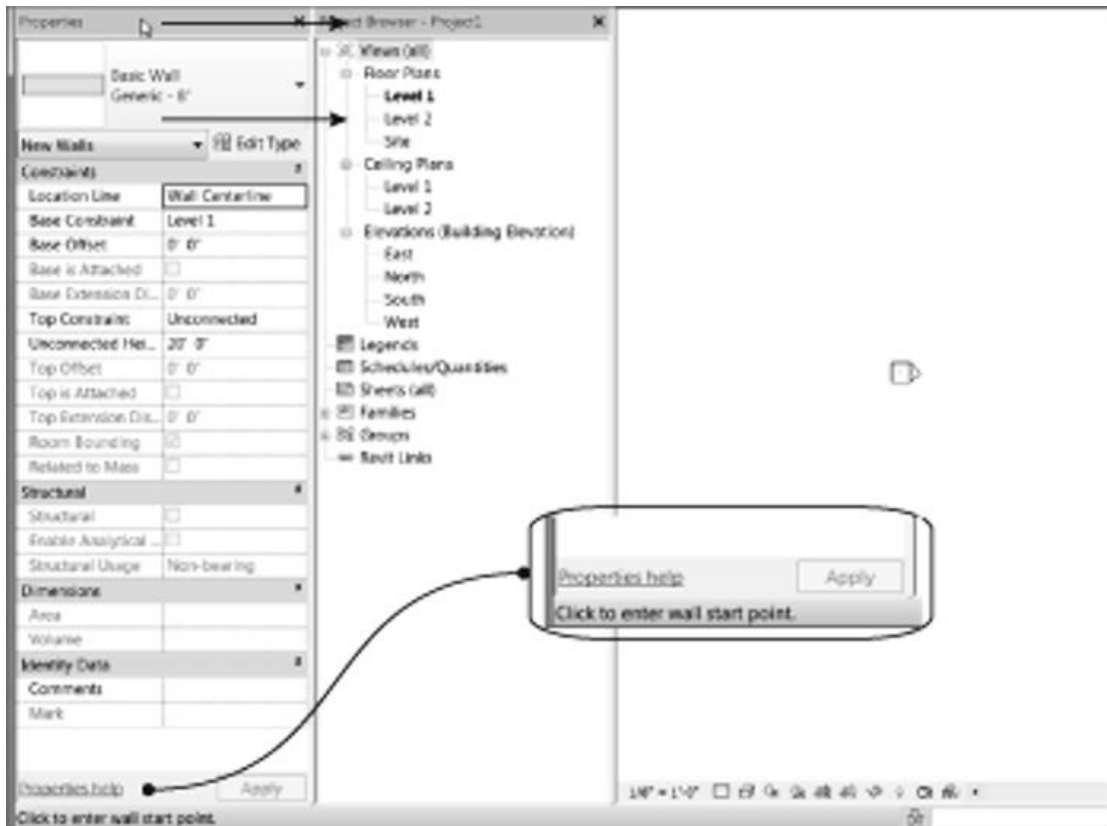 Properties
Basic Wall
Generic - 8"
New Walls
Edit Type
Constraints
Location Line Wall Centerline
Base Constraint Level 1
Base Offset 0' 0"
Base is Attached
Base Extension Di... 0' 0"
Top Constraint Unconnected
Unconnected Hei... 20' 0"
Top Offset 0' 0"
Top is Attached
Top Extension Dis... 0' 0"
Room Bounding
Related to Mass
Structural
Structural
Enable Analytical ...
Structural Usage Non-bearing
Dimensions
Area
Volume
Identity Data
Comments
Mark
Properties help Apply
Click to enter wall start point.
Browser - Project1
Views (all)
Floor Plans
Level 1
Level 2
Site
Ceiling Plans
Level 1
Level 2
Elevations (Building Elevation)
East
North
South
West
Legends
Schedules/Quantities
Sheets (all)
Families
Groups
Revit Links
Properties help Apply
Click to enter wall start point.
1/8" = 1'-0"